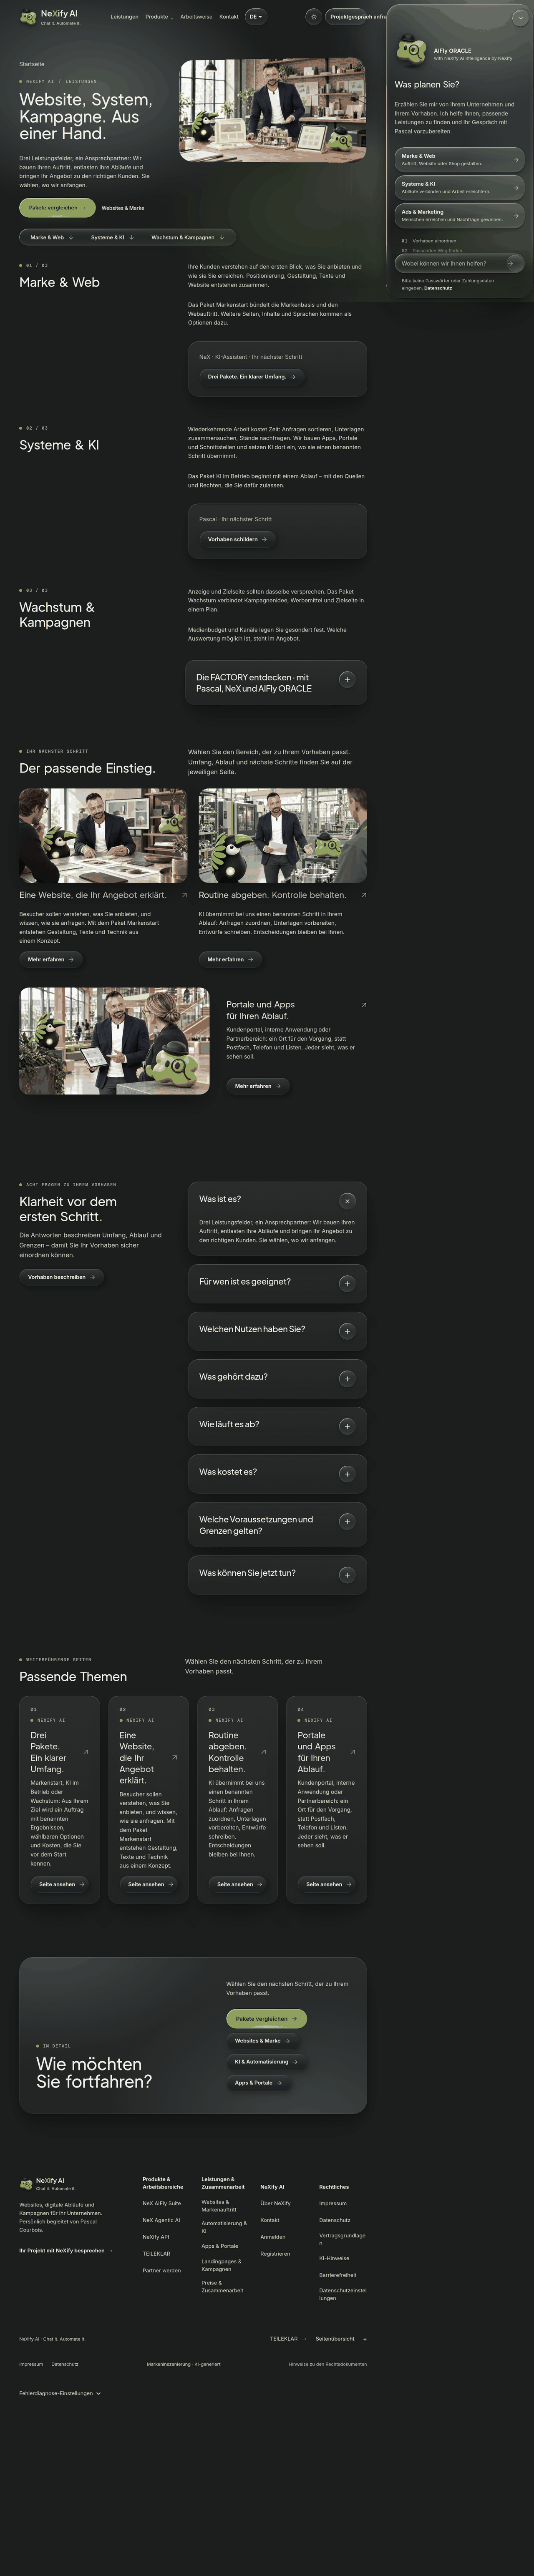 NeXify AI
Chat it. Automate it.
Leistungen
Produkte
Arbeitsweise
Kontakt
DE
Projektgespräch anfra
Startseite
NEXIFY AI / LEISTUNGEN
Website, System,
Kampagne. Aus
einer Hand.
Drei Leistungsfelder, ein Ansprechpartner: Wir
bauen Ihren Auftritt, entlasten Ihre Abläufe und
bringen Ihr Angebot zu den richtigen Kunden. Sie
wählen, wo wir anfangen.
Pakete vergleichen →
Websites & Marke
Marke & Web ↓
Systeme & KI ↓
Wachstum & Kampagnen ↓
AIFly ORACLE
with NeXify AI Intelligence by NeXify
Was planen Sie?
Erzählen Sie mir von Ihrem Unternehmen und
Ihrem Vorhaben. Ich helfe Ihnen, passende
Leistungen zu finden und Ihr Gespräch mit
Pascal vorzubereiten.
Marke & Web
Auftritt, Website oder Shop gestalten.
→
Systeme & KI
Abläufe verbinden und Arbeit erleichtern.
→
Ads & Marketing
Menschen erreichen und Nachfrage gewinnen.
→
01 Vorhaben einordnen
02 Passenden Weg finden
Wobei können wir Ihnen helfen?
→
Bitte keine Passwörter oder Zahlungsdaten
eingeben. Datenschutz
01 / 03
Marke & Web
Ihre Kunden verstehen auf den ersten Blick, was Sie anbieten und
wie sie Sie erreichen. Positionierung, Gestaltung, Texte und
Website entstehen zusammen.
Das Paket Markenstart bündelt die Markenbasis und den
Webauftritt. Weitere Seiten, Inhalte und Sprachen kommen als
Optionen dazu.
NeX · KI-Assistent · Ihr nächster Schritt
Drei Pakete. Ein klarer Umfang. →
02 / 03
Systeme & KI
Wiederkehrende Arbeit kostet Zeit: Anfragen sortieren, Unterlagen
zusammensuchen, Stände nachfragen. Wir bauen Apps, Portale
und Schnittstellen und setzen KI dort ein, wo sie einen benannten
Schritt übernimmt.
Das Paket KI im Betrieb beginnt mit einem Ablauf – mit den Quellen
und Rechten, die Sie dafür zulassen.
Pascal · Ihr nächster Schritt
Vorhaben schildern →
03 / 03
Wachstum &
Kampagnen
Anzeige und Zielseite sollten dasselbe versprechen. Das Paket
Wachstum verbindet Kampagnenidee, Werbemittel und Zielseite in
einem Plan.
Medienbudget und Kanäle legen Sie gesondert fest. Welche
Auswertung möglich ist, steht im Angebot.
Die FACTORY entdecken · mit
Pascal, NeX und AIFly ORACLE
+
IHR NÄCHSTER SCHRITT
Der passende Einstieg.
Wählen Sie den Bereich, der zu Ihrem Vorhaben passt.
Umfang, Ablauf und nächste Schritte finden Sie auf der
jeweiligen Seite.
Eine Website, die Ihr Angebot erklärt. ↗
Besucher sollen verstehen, was Sie anbieten, und
wissen, wie sie anfragen. Mit dem Paket Markenstart
entstehen Gestaltung, Texte und Technik aus
einem Konzept.
Mehr erfahren →
Routine abgeben. Kontrolle behalten. ↗
KI übernimmt bei uns einen benannten Schritt in Ihrem
Ablauf: Anfragen zuordnen, Unterlagen vorbereiten,
Entwürfe schreiben. Entscheidungen bleiben bei Ihnen.
Mehr erfahren →
Portale und Apps
für Ihren Ablauf.
↗
Kundenportal, interne Anwendung oder
Partnerbereich: ein Ort für den Vorgang, statt
Postfach, Telefon und Listen. Jeder sieht, was er
sehen soll.
Mehr erfahren →
ACHT FRAGEN ZU IHREM VORHABEN
Klarheit vor dem
ersten Schritt.
Die Antworten beschreiben Umfang, Ablauf und
Grenzen – damit Sie Ihr Vorhaben sicher
einordnen können.
Vorhaben beschreiben →
Was ist es?
×
Drei Leistungsfelder, ein Ansprechpartner: Wir bauen Ihren
Auftritt, entlasten Ihre Abläufe und bringen Ihr Angebot zu
den richtigen Kunden. Sie wählen, wo wir anfangen.
Für wen ist es geeignet? +
Welchen Nutzen haben Sie? +
Was gehört dazu? +
Wie läuft es ab? +
Was kostet es? +
Welche Voraussetzungen und
Grenzen gelten?
+
Was können Sie jetzt tun? +
WEITERFÜHRENDE SEITEN
Passende Themen
Wählen Sie den nächsten Schritt, der zu Ihrem
Vorhaben passt.
01
NEXIFY AI
Drei
Pakete.
Ein klarer
Umfang.
↗
Markenstart, KI im
Betrieb oder
Wachstum: Aus Ihrem
Ziel wird ein Auftrag
mit benannten
Ergebnissen,
wählbaren Optionen
und Kosten, die Sie
vor dem Start
kennen.
Seite ansehen →
02
NEXIFY AI
Eine
Website,
die Ihr
Angebot
erklärt.
↗
Besucher sollen
verstehen, was Sie
anbieten, und wissen,
wie sie anfragen. Mit
dem Paket
Markenstart
entstehen Gestaltung,
Texte und Technik
aus einem Konzept.
Seite ansehen →
03
NEXIFY AI
Routine
abgeben.
Kontrolle
behalten.
↗
KI übernimmt bei uns
einen benannten
Schritt in Ihrem
Ablauf: Anfragen
zuordnen, Unterlagen
vorbereiten, Entwürfe
schreiben.
Entscheidungen
bleiben bei Ihnen.
Seite ansehen →
04
NEXIFY AI
Portale
und Apps
für Ihren
Ablauf.
↗
Kundenportal, interne
Anwendung oder
Partnerbereich: ein
Ort für den Vorgang,
statt Postfach,
Telefon und Listen.
Jeder sieht, was er
sehen soll.
Seite ansehen →
IM DETAIL
Wie möchten
Sie fortfahren?
Wählen Sie den nächsten Schritt, der zu Ihrem
Vorhaben passt.
Pakete vergleichen →
Websites & Marke →
KI & Automatisierung →
Apps & Portale →
NeXify AI
Chat it. Automate it.
Websites, digitale Abläufe und
Kampagnen für Ihr Unternehmen.
Persönlich begleitet von Pascal
Courbois.
Ihr Projekt mit NeXify besprechen →
Produkte &
Arbeitsbereiche
NeX AIFly Suite
NeX Agentic AI
NeXify API
TEILEKLAR
Partner werden
Leistungen &
Zusammenarbeit
Websites &
Markenauftritt
Automatisierung &
KI
Apps & Portale
Landingpages &
Kampagnen
Preise &
Zusammenarbeit
NeXify AI
Über NeXify
Kontakt
Anmelden
Registrieren
Rechtliches
Impressum
Datenschutz
Vertragsgrundlage
n
KI-Hinweise
Barrierefreiheit
Datenschutzeinstel
lungen
NeXify AI · Chat it. Automate it.
TEILEKLAR →
Seitenübersicht +
Impressum
Datenschutz
Markeninszenierung · KI-generiert
Hinweise zu den Rechtsdokumenten
Fehlerdiagnose-Einstellungen